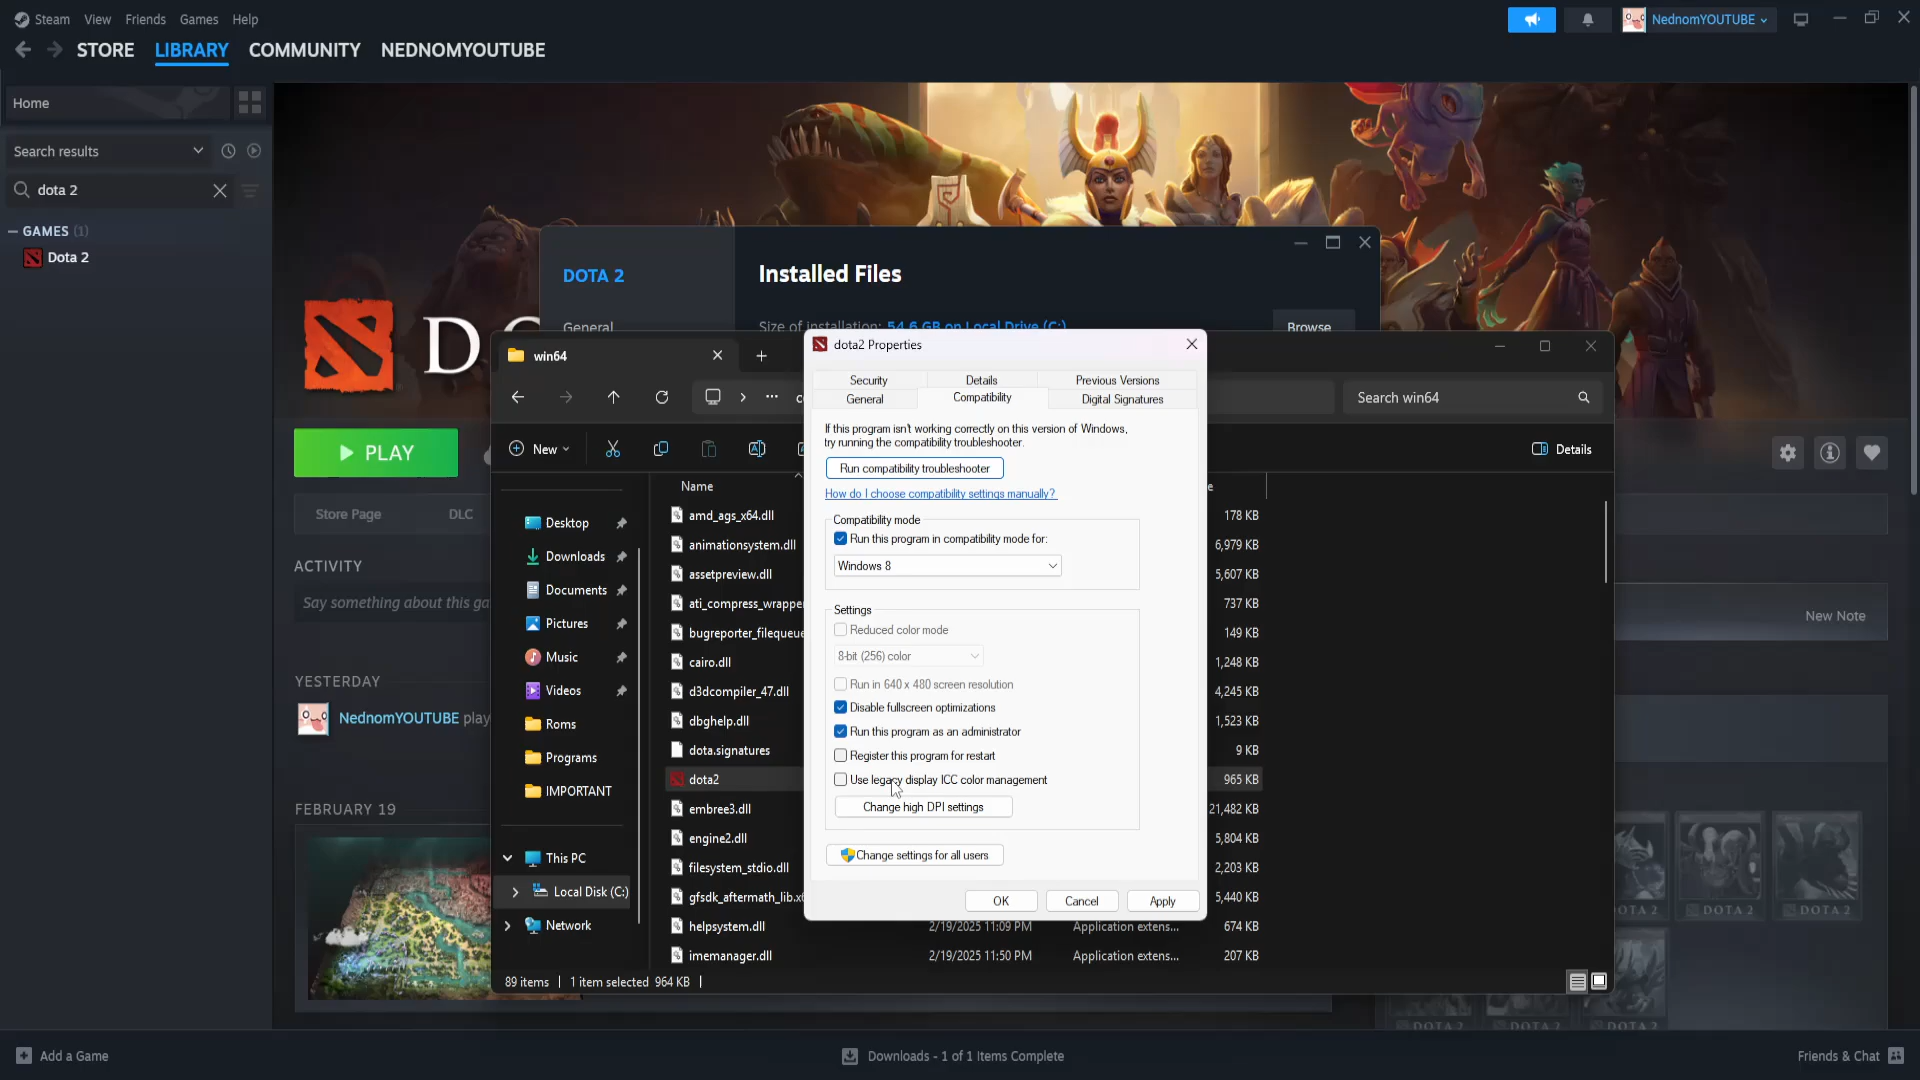 Steam View Friends Games Help
NednomYOUTUBE
STORE LIBRARY COMMUNITY NEDNOMYOUTUBE
Home
Search results
dota 2
GAMES (1)
Dota 2
DOTA 2
Installed Files
General
Size of installation: 54.6 GB on Local Drive (C:)
Browse
PLAY
Store Page DLC
ACTIVITY
Say something about this ga
New Note
YESTERDAY
NednomYOUTUBE play
FEBRUARY 19
win64
Search win64
New
Details
Name
Desktop
Downloads
Documents
Pictures
Music
Videos
Roms
Programs
IMPORTANT
This PC
Local Disk (C:)
Network
amd_ags_x64.dll 178 KB
animationsystem.dll 6,979 KB
assetpreview.dll 5,607 KB
ati_compress_wrapper 737 KB
bugreporter_filequeue 149 KB
cairo.dll 1,248 KB
d3dcompiler_47.dll 4,245 KB
dbghelp.dll 1,523 KB
dota.signatures 9 KB
dota2 965 KB
embree3.dll 21,482 KB
engine2.dll 5,804 KB
filesystem_stdio.dll 2,203 KB
gfsdk_aftermath_lib.x 5,440 KB
helpsystem.dll 2/19/2025 11:09 PM Application extens... 674 KB
imemanager.dll 2/19/2025 11:50 PM Application extens... 207 KB
89 items 1 item selected 964 KB
dota2 Properties
Security Details Previous Versions
General Compatibility Digital Signatures
If this program isn't working correctly on this version of Windows,
try running the compatibility troubleshooter.
Run compatibility troubleshooter
How do I choose compatibility settings manually?
Compatibility mode
Run this program in compatibility mode for:
Windows 8
Settings
Reduced color mode
8-bit (256) color
Run in 640 x 480 screen resolution
Disable fullscreen optimizations
Run this program as an administrator
Register this program for restart
Use legacy display ICC color management
Change high DPI settings
Change settings for all users
OK Cancel Apply
DOTA 2 DOTA 2
DOTA 2 DOTA 2 DOTA 2
Add a Game
Downloads - 1 of 1 Items Complete
Friends & Chat